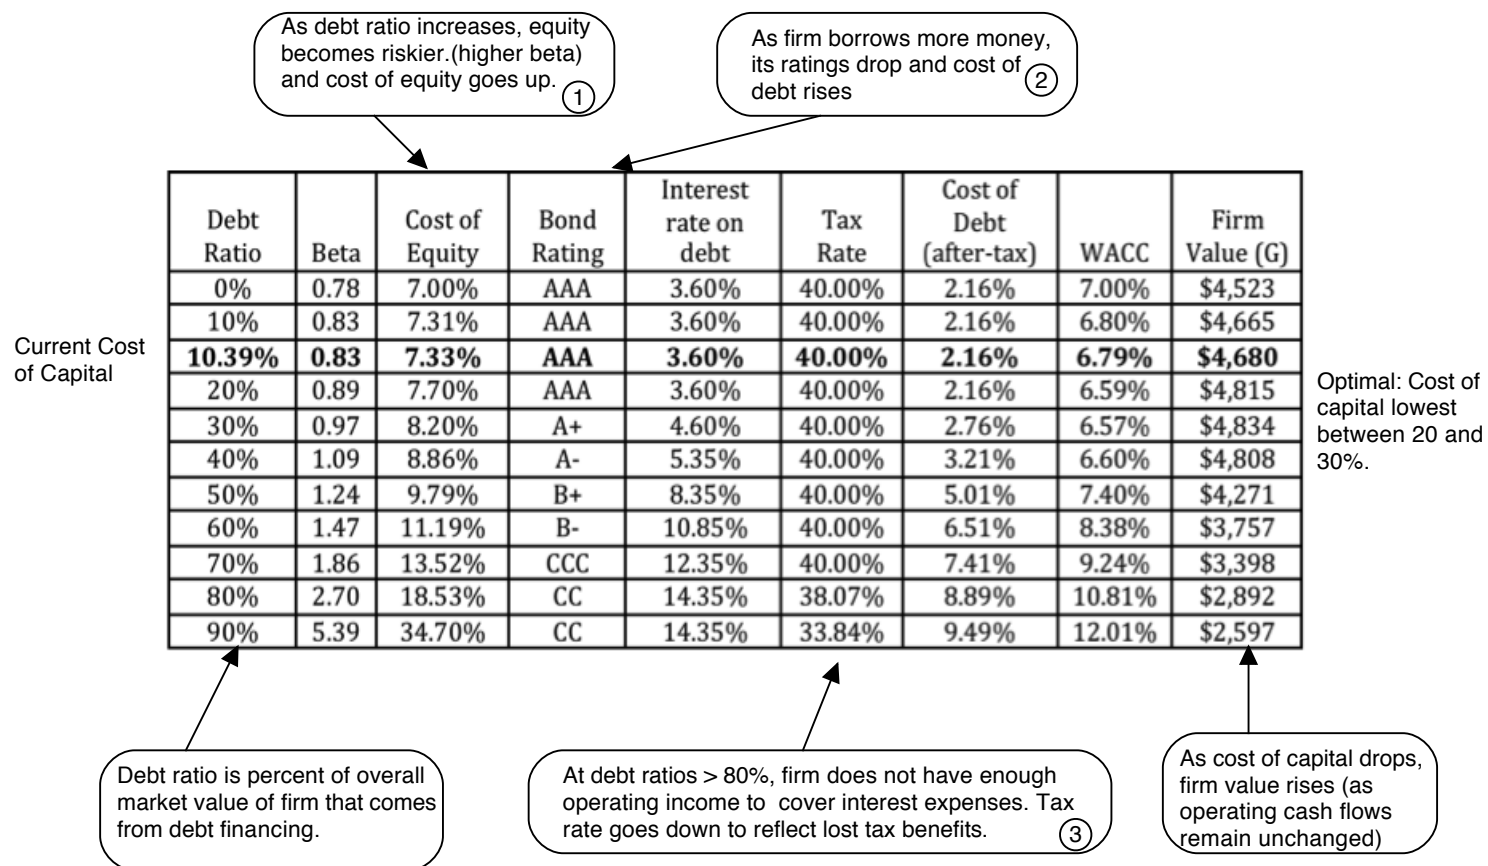 As debt ratio increases, equity
becomes riskier.(higher beta)
and cost of equity goes up.
1
As firm borrows more money,
its ratings drop and cost of
debt rises
2
Debt Ratio Beta Cost of Equity Bond Rating Interest rate on debt Tax Rate Cost of Debt (after-tax) WACC Firm Value (G)
0% 0.78 7.00% AAA 3.60% 40.00% 2.16% 7.00% $4,523
10% 0.83 7.31% AAA 3.60% 40.00% 2.16% 6.80% $4,665
Current Cost
of Capital
10.39% 0.83 7.33% AAA 3.60% 40.00% 2.16% 6.79% $4,680
20% 0.89 7.70% AAA 3.60% 40.00% 2.16% 6.59% $4,815
30% 0.97 8.20% A+ 4.60% 40.00% 2.76% 6.57% $4,834
40% 1.09 8.86% A- 5.35% 40.00% 3.21% 6.60% $4,808
50% 1.24 9.79% B+ 8.35% 40.00% 5.01% 7.40% $4,271
60% 1.47 11.19% B- 10.85% 40.00% 6.51% 8.38% $3,757
70% 1.86 13.52% CCC 12.35% 40.00% 7.41% 9.24% $3,398
80% 2.70 18.53% CC 14.35% 38.07% 8.89% 10.81% $2,892
90% 5.39 34.70% CC 14.35% 33.84% 9.49% 12.01% $2,597
Optimal: Cost of
capital lowest
between 20 and
30%.
Debt ratio is percent of overall
market value of firm that comes
from debt financing.
At debt ratios > 80%, firm does not have enough
operating income to cover interest expenses. Tax
rate goes down to reflect lost tax benefits.
3
As cost of capital drops,
firm value rises (as
operating cash flows
remain unchanged)